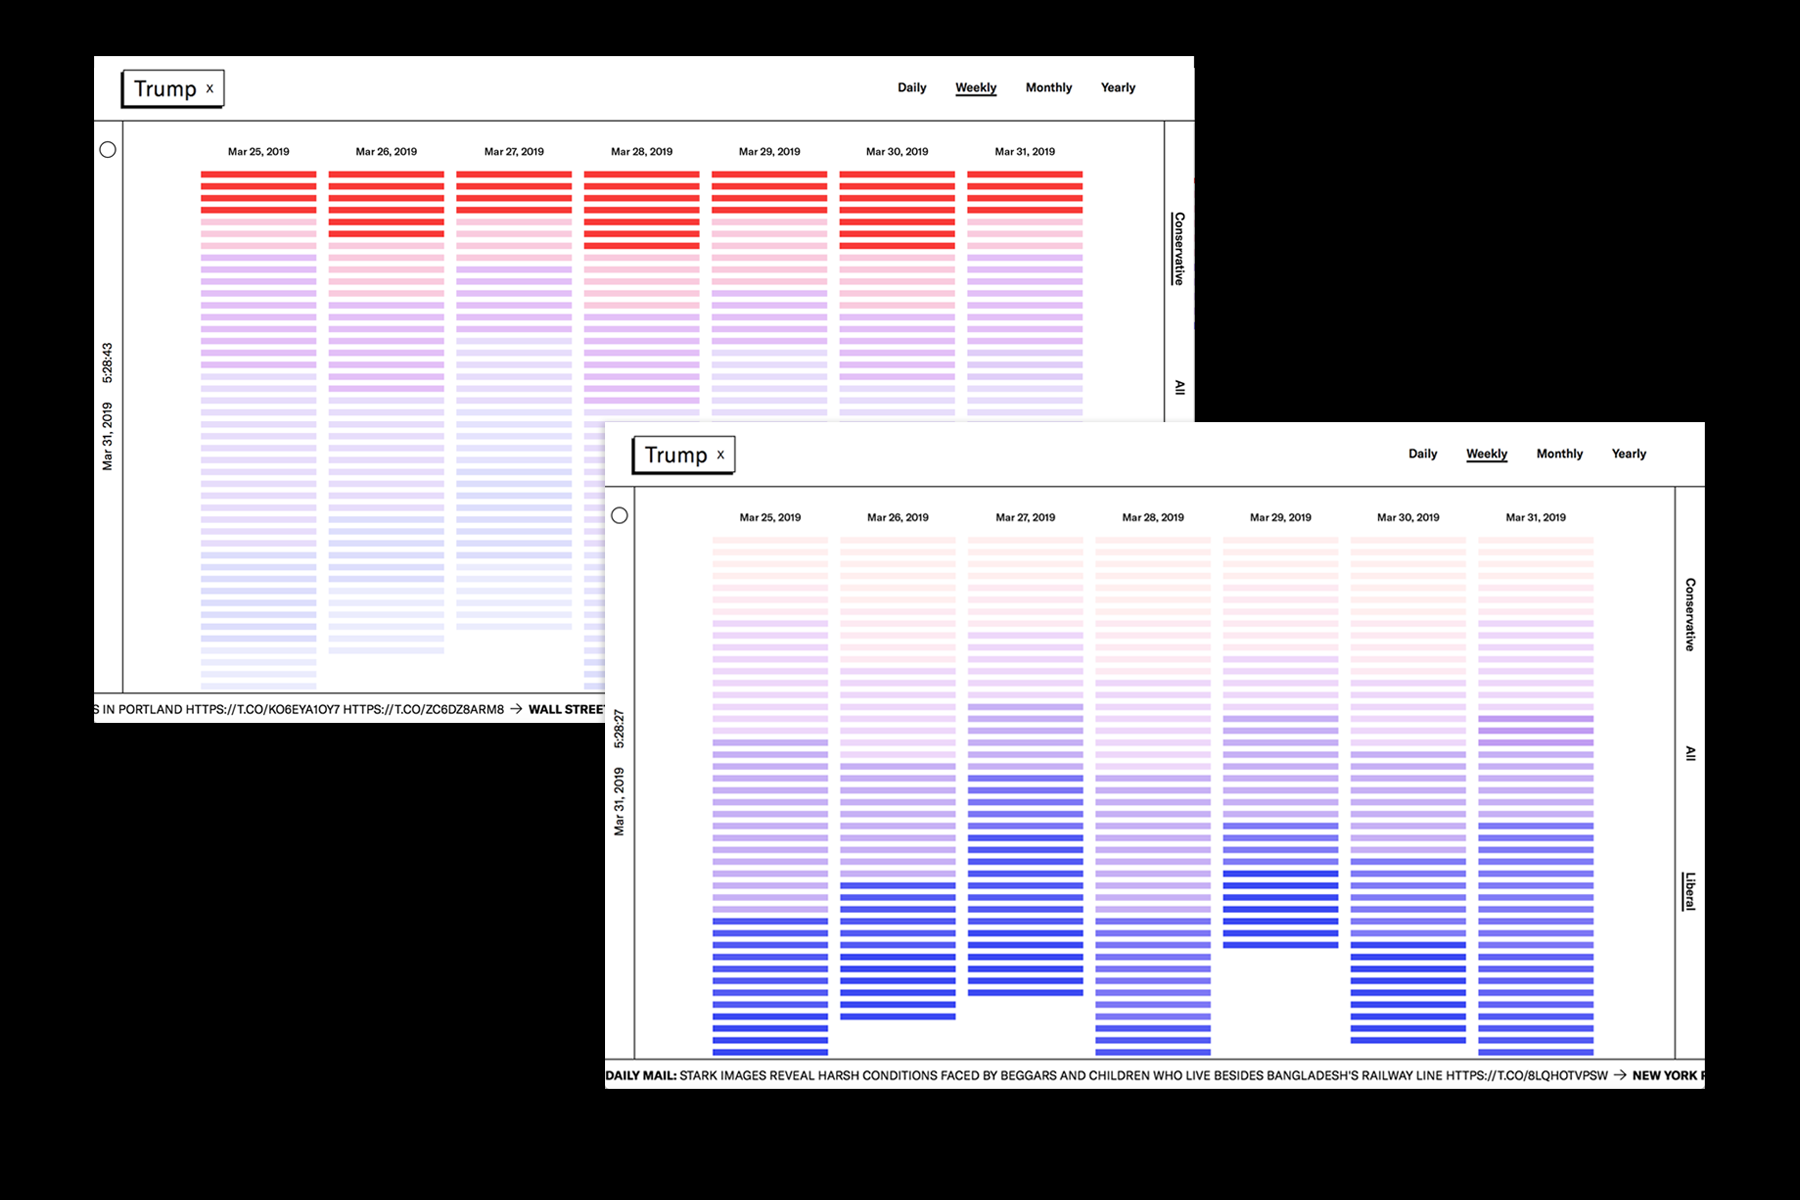 Trump x
Daily Weekly Monthly Yearly
Mar 25, 2019 Mar 26, 2019 Mar 27, 2019 Mar 28, 2019 Mar 29, 2019 Mar 30, 2019 Mar 31, 2019
Mar 31, 2019 5:28:43
Conservative
All
S IN PORTLAND HTTPS://T.CO/KO6EYA1OY7 HTTPS://T.CO/ZC6DZ8ARM8 → WALL STREET
Trump x
Daily Weekly Monthly Yearly
Mar 25, 2019 Mar 26, 2019 Mar 27, 2019 Mar 28, 2019 Mar 29, 2019 Mar 30, 2019 Mar 31, 2019
Mar 31, 2019 5:28:27
Conservative
All
Liberal
DAILY MAIL: STARK IMAGES REVEAL HARSH CONDITIONS FACED BY BEGGARS AND CHILDREN WHO LIVE BESIDES BANGLADESH'S RAILWAY LINE HTTPS://T.CO/8LQHOTVPSW → NEW YORK